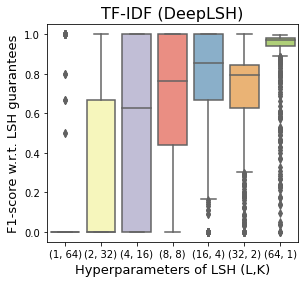 TF-IDF (DeepLSH)
F1-score w.r.t. LSH guarantees
1.0
0.8
0.6
0.4
0.2
0.0
(1, 64) (2, 32) (4, 16) (8, 8) (16, 4) (32, 2) (64, 1)
Hyperparameters of LSH (L,K)